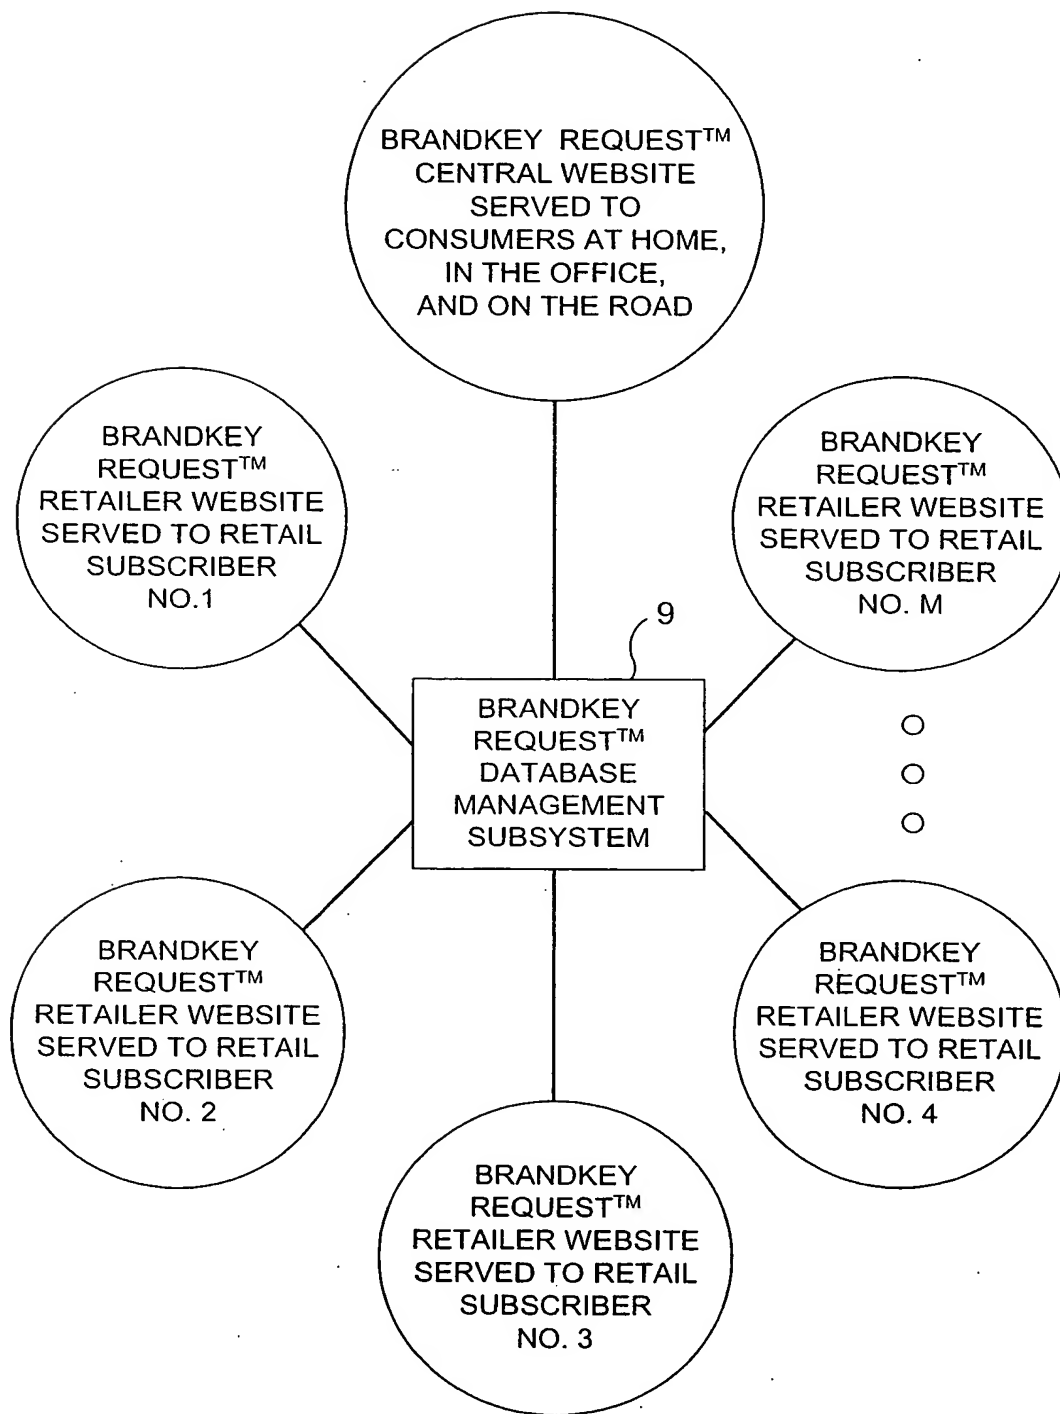 BRANDKEY REQUEST™
CENTRAL WEBSITE
SERVED TO
CONSUMERS AT HOME,
IN THE OFFICE,
AND ON THE ROAD
BRANDKEY
REQUEST™
RETAILER WEBSITE
SERVED TO RETAIL
SUBSCRIBER
NO.1
BRANDKEY
REQUEST™
RETAILER WEBSITE
SERVED TO RETAIL
SUBSCRIBER
NO. M
9
BRANDKEY
REQUEST™
DATABASE
MANAGEMENT
SUBSYSTEM
BRANDKEY
REQUEST™
RETAILER WEBSITE
SERVED TO RETAIL
SUBSCRIBER
NO. 2
BRANDKEY
REQUEST™
RETAILER WEBSITE
SERVED TO RETAIL
SUBSCRIBER
NO. 4
BRANDKEY
REQUEST™
RETAILER WEBSITE
SERVED TO RETAIL
SUBSCRIBER
NO. 3